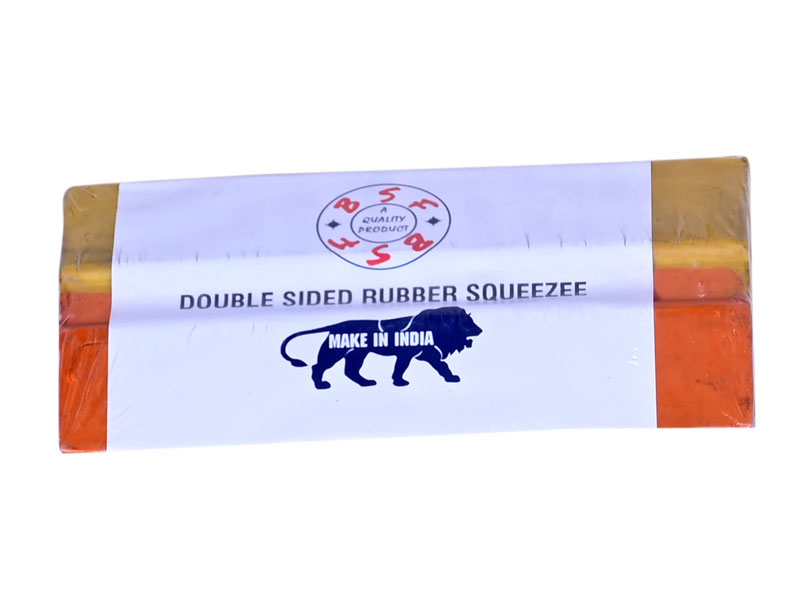 B S F
A
QUALITY
PRODUCT
F S B
DOUBLE SIDED RUBBER SQUEEZEE
MAKE IN INDIA